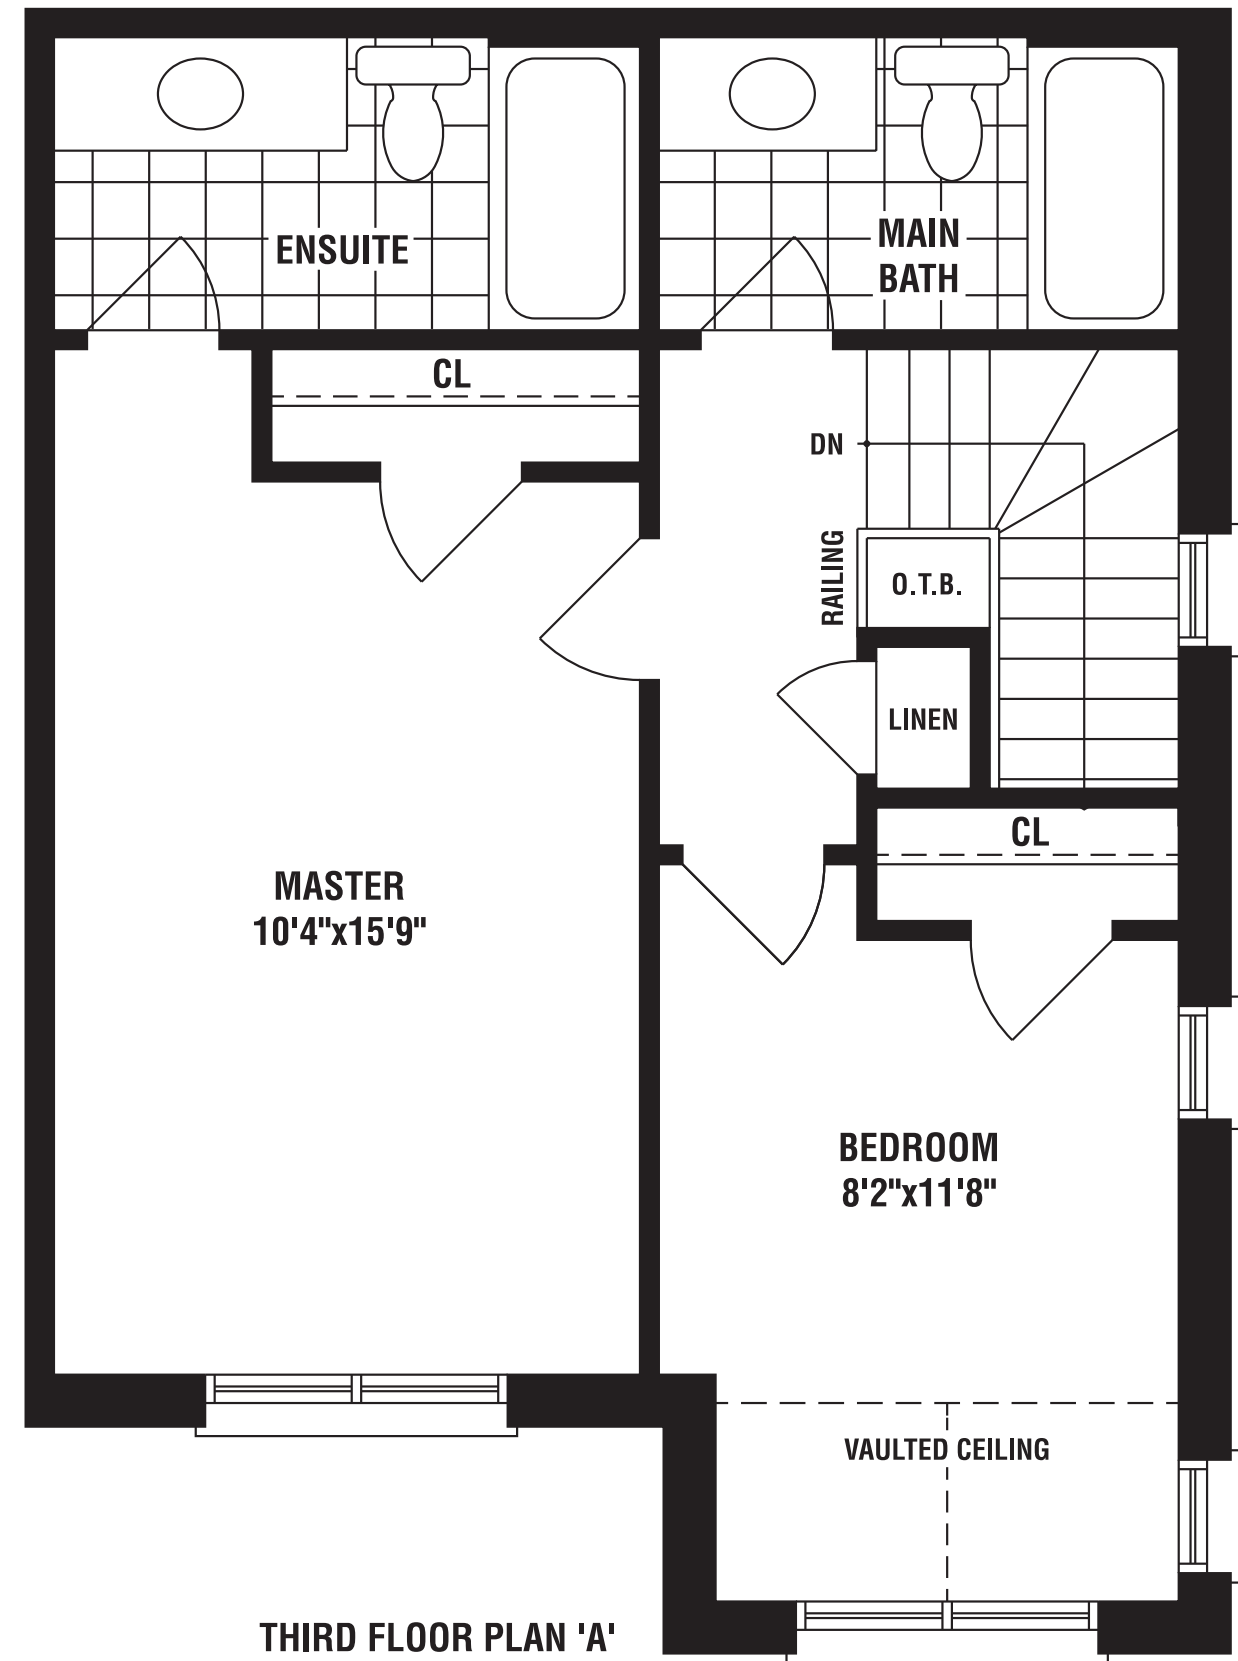 ENSUITE
MAIN
BATH
CL
DN
RAILING
O.T.B.
LINEN
CL
MASTER
10'4"x15'9"
BEDROOM
8'2"x11'8"
VAULTED CEILING
THIRD FLOOR PLAN 'A'